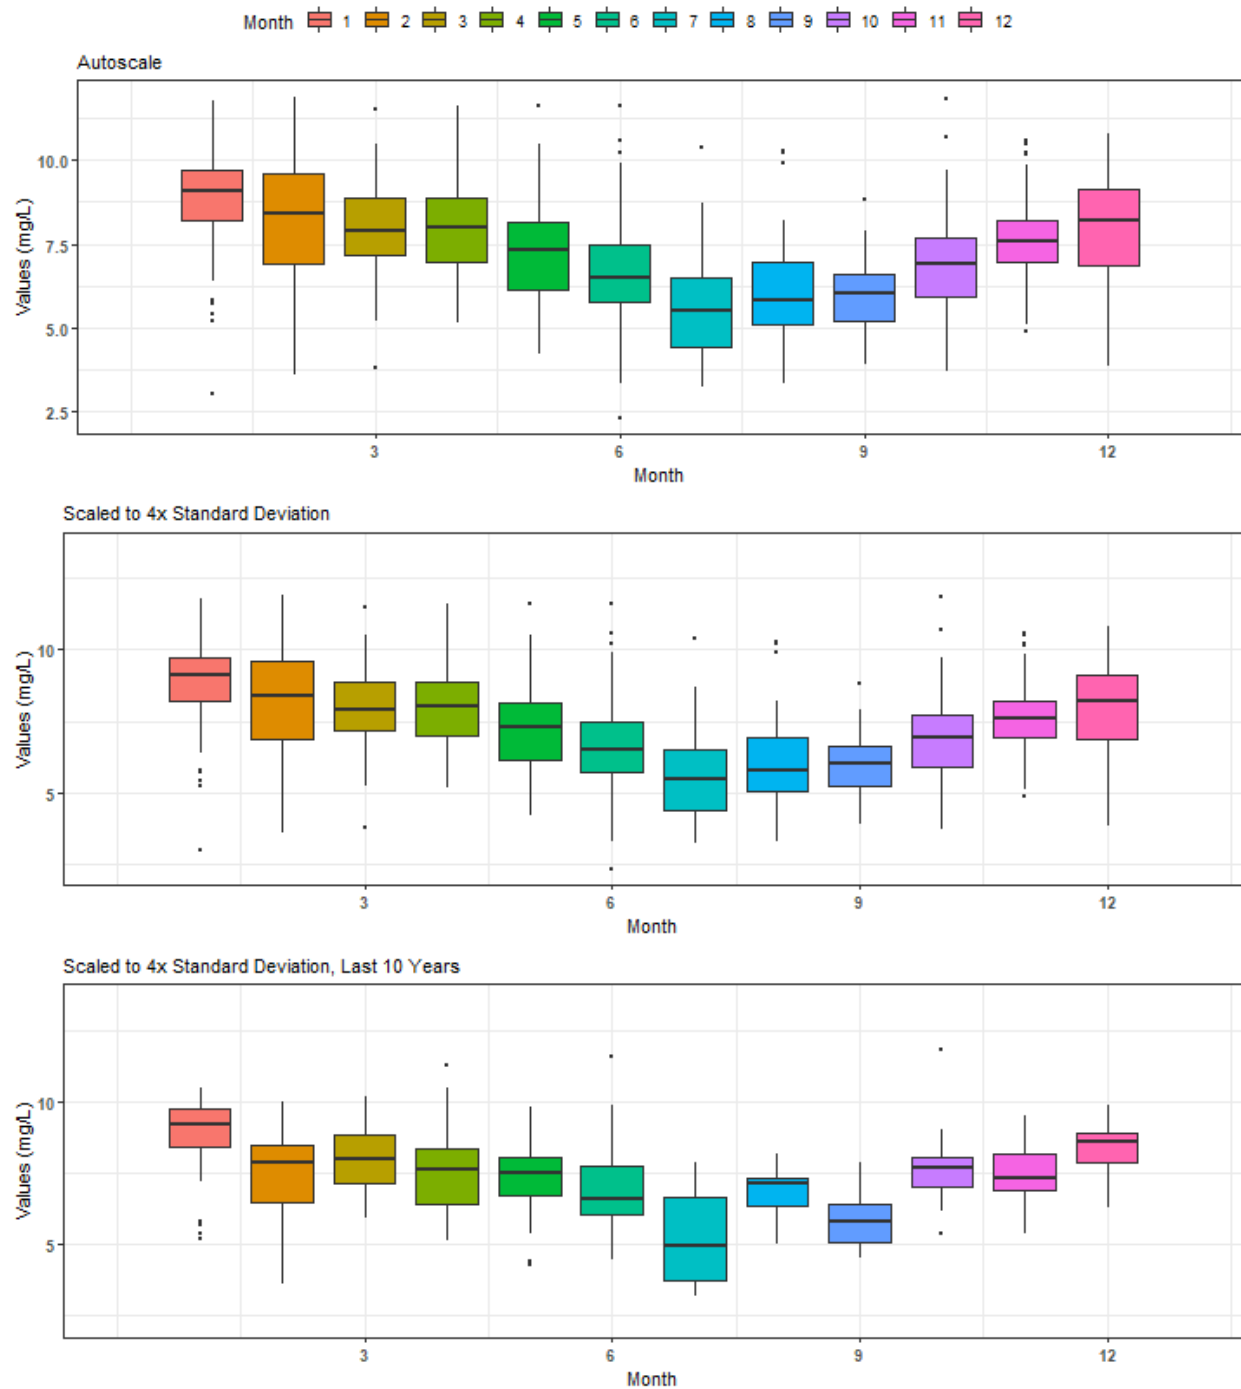 Month 1 2 3 4 5 6 7 8 9 10 11 12
Autoscale
Values (mg/L)
10.0
7.5
5.0
2.5
3 6 9 12
Month
Scaled to 4x Standard Deviation
Values (mg/L)
10
5
3 6 9 12
Month
Scaled to 4x Standard Deviation, Last 10 Years
Values (mg/L)
10
5
3 6 9 12
Month